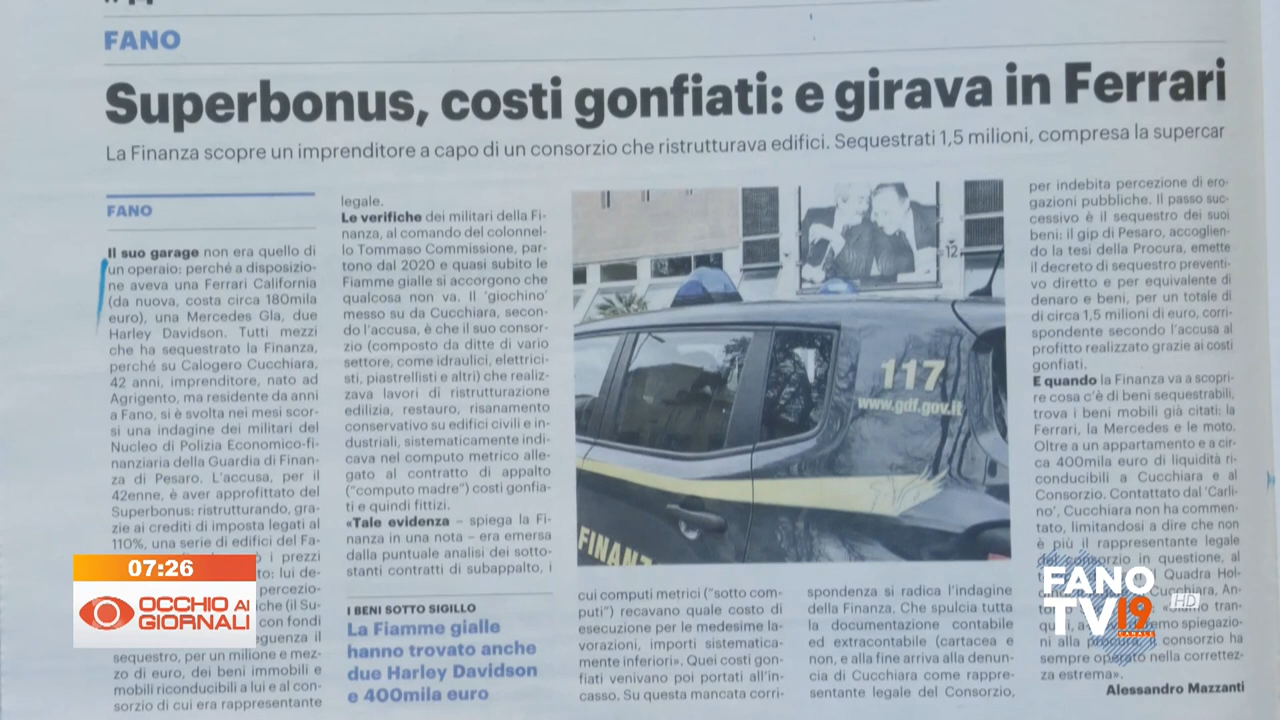 FANO
Superbonus, costi gonfiati: e girava in Ferrari
La Finanza scopre un imprenditore a capo di un consorzio che ristrutturava edifici. Sequestrati 1,5 milioni, compresa la supercar
FANO
Il suo garage non era quello di
un operaio: perché a disposizio-
ne aveva una Ferrari California
(da nuova, costa circa 180mila
euro), una Mercedes Gla, due
Harley Davidson. Tutti mezzi
che ha sequestrato la Finanza,
perché su Calogero Cucchiara,
42 anni, imprenditore, nato ad
Agrigento, ma residente da anni
a Fano, si è svolta nei mesi scor-
si una indagine dei militari del
Nucleo di Polizia Economico-fi-
nanziaria della Guardia di Finan-
za di Pesaro. L'accusa, per il
42enne, è aver approfittato del
Superbonus: ristrutturando, gra-
zie ai crediti di imposta legati al
110%, una serie di edifici del Fa-
i prezzi
to: lui de-
percezio-
iche (il Su-
con fondi
eguenza il
sequestro, per un milione e mez-
zo di euro, dei beni immobili e
mobili riconducibili a lui e al con-
sorzio di cui era rappresentante
legale.
Le verifiche dei militari della Fi-
nanza, al comando del colonnel-
lo Tommaso Commissione, par-
tono dal 2020 e quasi subito le
Fiamme gialle si accorgono che
qualcosa non va. Il 'giochino'
messo su da Cucchiara, secon-
do l'accusa, è che il suo consor-
zio (composto da ditte di vario
settore, come idraulici, elettrici-
sti, piastrellisti e altri) che realiz-
zava lavori di ristrutturazione
edilizia, restauro, risanamento
conservativo su edifici civili e in-
dustriali, sistematicamente indi-
cava nel computo metrico alle-
gato al contratto di appalto
("computo madre") costi gonfia-
ti e quindi fittizi.
«Tale evidenza – spiega la Fi-
nanza in una nota – era emersa
dalla puntuale analisi dei sotto-
stanti contratti di subappalto, i
I BENI SOTTO SIGILLO
La Fiamme gialle
hanno trovato anche
due Harley Davidson
e 400mila euro
12
117
www.gdf.gov.it
FINANZ
cui computi metrici ("sotto com-
puti") recavano quale costo di
esecuzione per le medesime la-
vorazioni, importi sistematica-
mente inferiori». Quei costi gon-
fiati venivano poi portati all'in-
casso. Su questa mancata corri-
spondenza si radica l'indagine
della Finanza. Che spulcia tutta
la documentazione contabile
ed extracontabile (cartacea e
non, e alla fine arriva alla denun-
cia di Cucchiara come rappre-
sentante legale del Consorzio,
per indebita percezione di ero-
gazioni pubbliche. Il passo suc-
cessivo è il sequestro dei suoi
beni: il gip di Pesaro, accoglien-
do la tesi della Procura, emette
il decreto di sequestro preventi-
vo diretto e per equivalente di
denaro e beni, per un totale di
di circa 1,5 milioni di euro, corri-
spondente secondo l'accusa al
profitto realizzato grazie ai costi
gonfiati.
E quando la Finanza va a scopri-
re cosa c'è di beni sequestrabili,
trova i beni mobili già citati: la
Ferrari, la Mercedes e le moto.
Oltre a un appartamento e a cir-
ca 400mila euro di liquidità ri-
conducibili a Cucchiara e al
Consorzio. Contattato dal 'Carli-
no', Cucchiara non ha commen-
tato, limitandosi a dire che non
è più il rappresentante legale
del consorzio in questione, al
Quadra Hol-
Cucchiara, An-
tran-
emo spiegazio-
ni alla consorzio ha
sempre operato nella correttez-
za estrema».
Alessandro Mazzanti
07:26
OCCHIO AI
GIORNALI
FANO
TV19
CANALE
HD